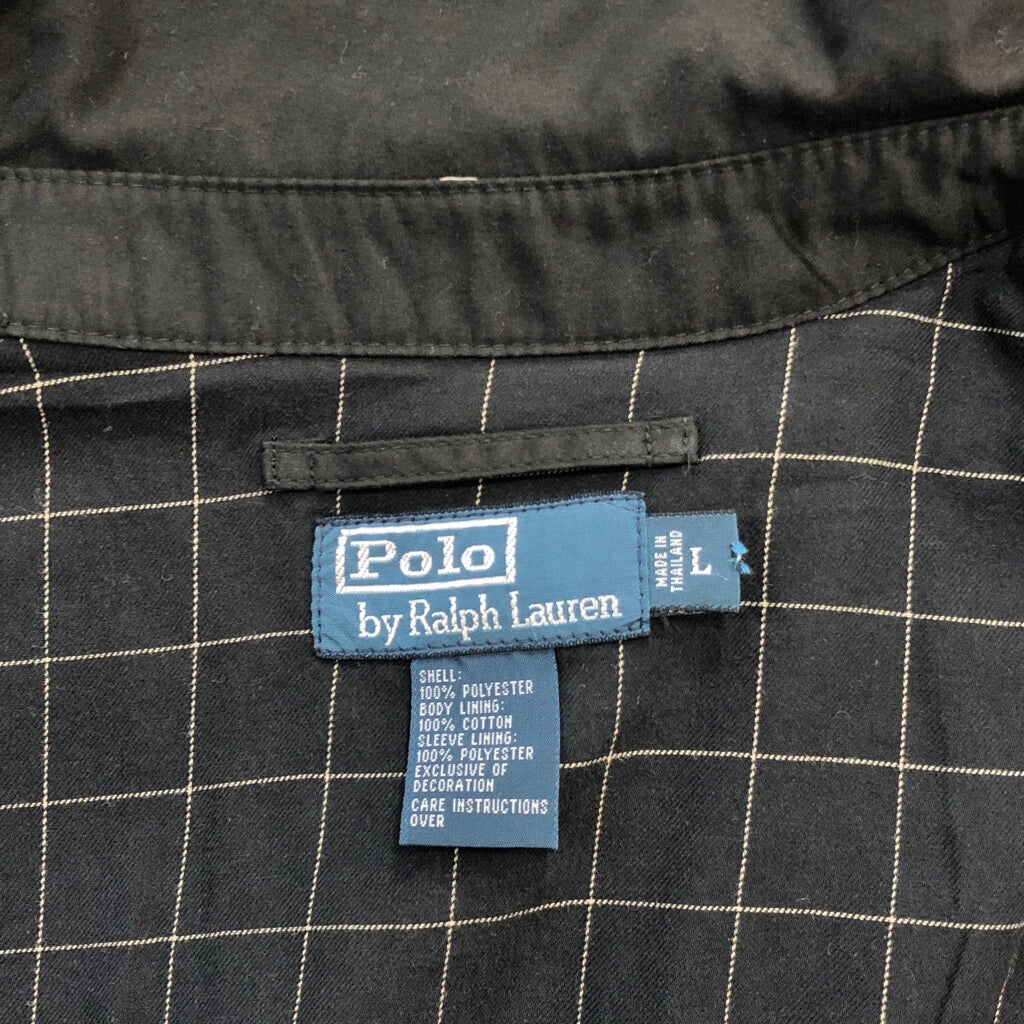 Polo
by Ralph Lauren
MADE IN
THAILAND
L
SHELL:
100% POLYESTER
BODY LINING:
100% COTTON
SLEEVE LINING:
100% POLYESTER
EXCLUSIVE OF
DECORATION
CARE INSTRUCTIONS
OVER